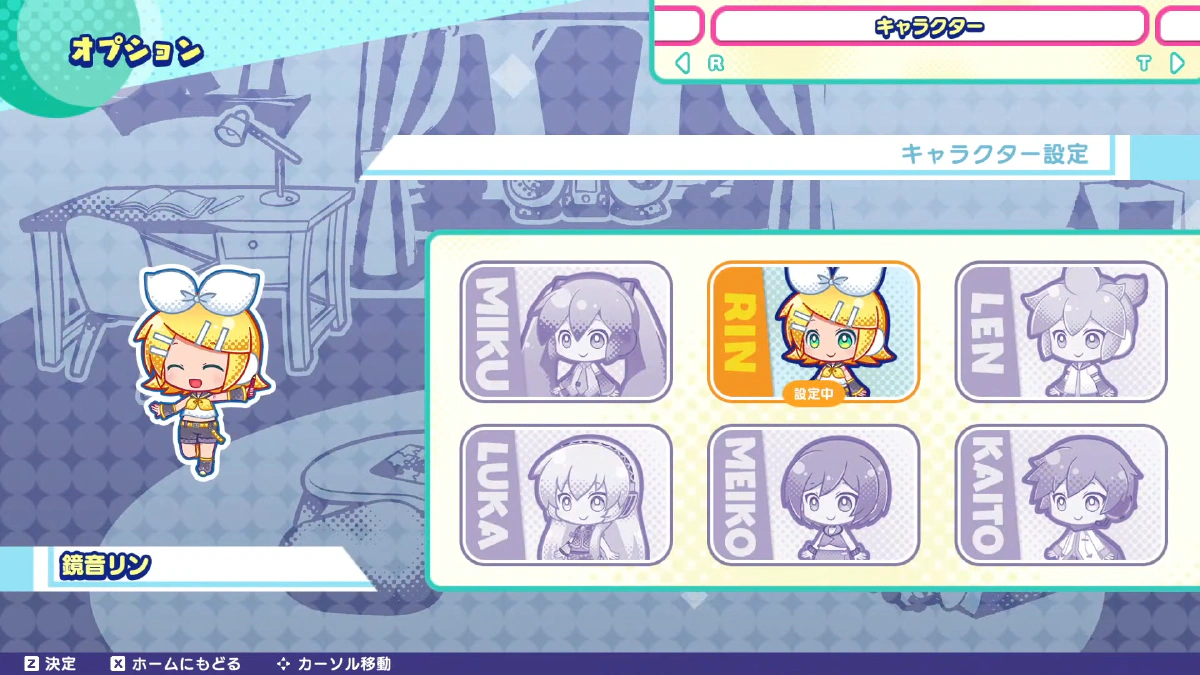 オプション
キャラクター
R
T
キャラクター設定
MIKU
RIN
設定中
LEN
LUKA
MEIKO
KAITO
鏡音リン
Z 決定 X ホームにもどる カーソル移動